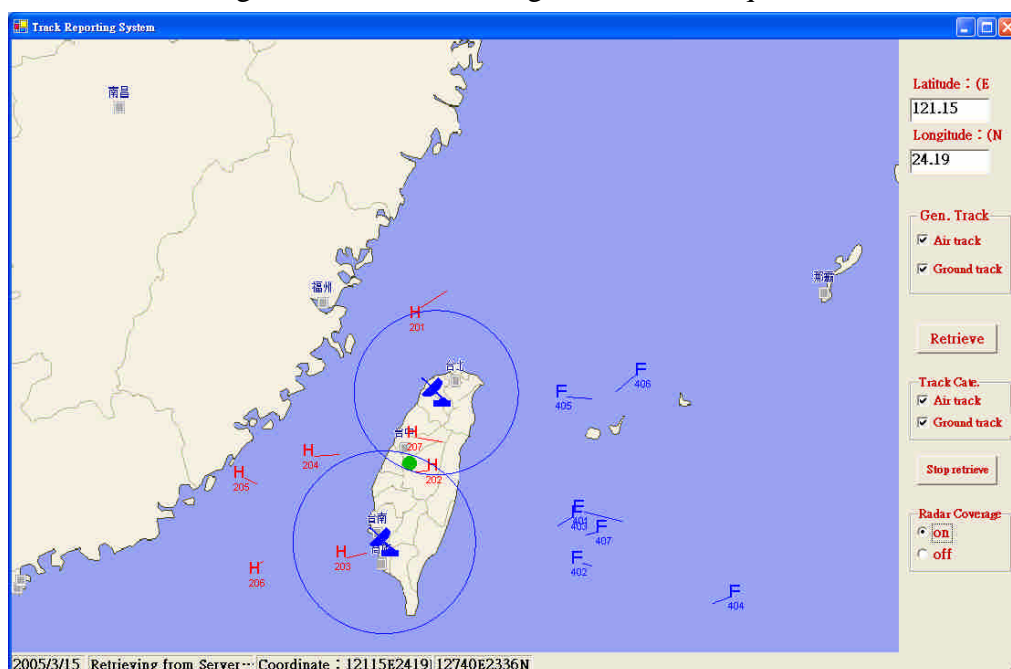 Track Reporting System
南昌
福州
那霸
台北
台中
台南
H
201
H
207
H
202
H
204
H
205
H
203
H
206
F
406
F
405
F
401
403
F
407
F
402
F
404
Latitude：(E
121.15
Longitude：(N
24.19
Gen. Track
Air track
Ground track
Retrieve
Track Cate.
Air track
Ground track
Stop retrieve
Radar Coverage
on
off
2005/3/15 Retrieving from Server... Coordinate：12115E2419 12740E2336N